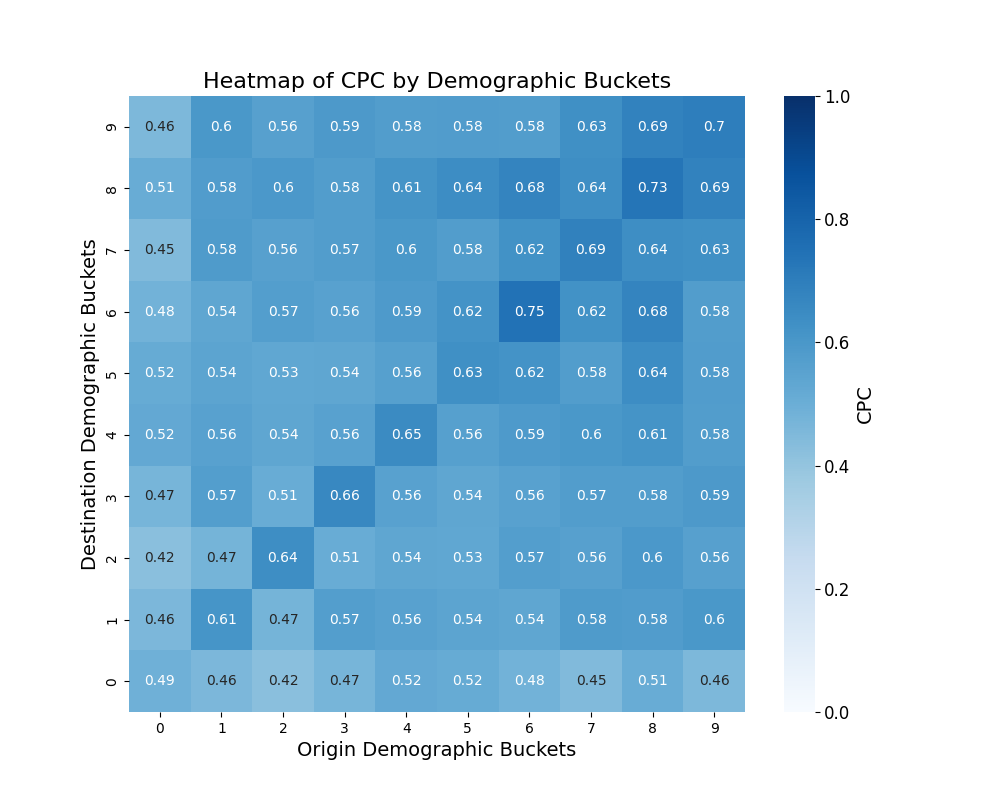 Heatmap of CPC by Demographic Buckets
9 0.46 0.6 0.56 0.59 0.58 0.58 0.58 0.63 0.69 0.7
8 0.51 0.58 0.6 0.58 0.61 0.64 0.68 0.64 0.73 0.69
7 0.45 0.58 0.56 0.57 0.6 0.58 0.62 0.69 0.64 0.63
6 0.48 0.54 0.57 0.56 0.59 0.62 0.75 0.62 0.68 0.58
5 0.52 0.54 0.53 0.54 0.56 0.63 0.62 0.58 0.64 0.58
4 0.52 0.56 0.54 0.56 0.65 0.56 0.59 0.6 0.61 0.58
3 0.47 0.57 0.51 0.66 0.56 0.54 0.56 0.57 0.58 0.59
2 0.42 0.47 0.64 0.51 0.54 0.53 0.57 0.56 0.6 0.56
1 0.46 0.61 0.47 0.57 0.56 0.54 0.54 0.58 0.58 0.6
0 0.49 0.46 0.42 0.47 0.52 0.52 0.48 0.45 0.51 0.46
0 1 2 3 4 5 6 7 8 9
Origin Demographic Buckets
Destination Demographic Buckets
1.0
0.8
0.6
0.4
0.2
0.0
CPC